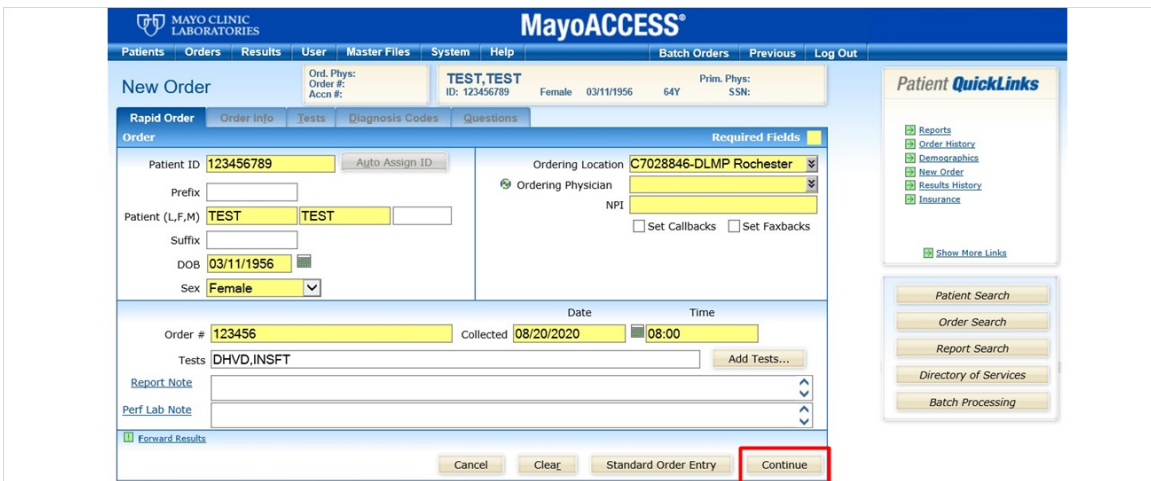 MAYO CLINIC
LABORATORIES
MayoACCESS®
Patients Orders Results User Master Files System Help Batch Orders Previous Log Out
New Order
Ord. Phys:
Order #:
Accn #:
TEST,TEST Prim. Phys:
ID: 123456789 Female 03/11/1956 64Y SSN:
Rapid Order Order Info Tests Diagnosis Codes Questions
Order Required Fields
Patient ID 123456789 Auto Assign ID
Prefix
Patient (L,F,M) TEST TEST
Suffix
DOB 03/11/1956
Sex Female
Ordering Location C7028846-DLMP Rochester
Ordering Physician
NPI
Set Callbacks Set Faxbacks
Date Time
Order # 123456 Collected 08/20/2020 08:00
Tests DHVD,INSFT Add Tests...
Report Note
Perf Lab Note
Forward Results
Cancel Clear Standard Order Entry Continue
Patient QuickLinks
Reports
Order History
Demographics
New Order
Results History
Insurance
Show More Links
Patient Search
Order Search
Report Search
Directory of Services
Batch Processing